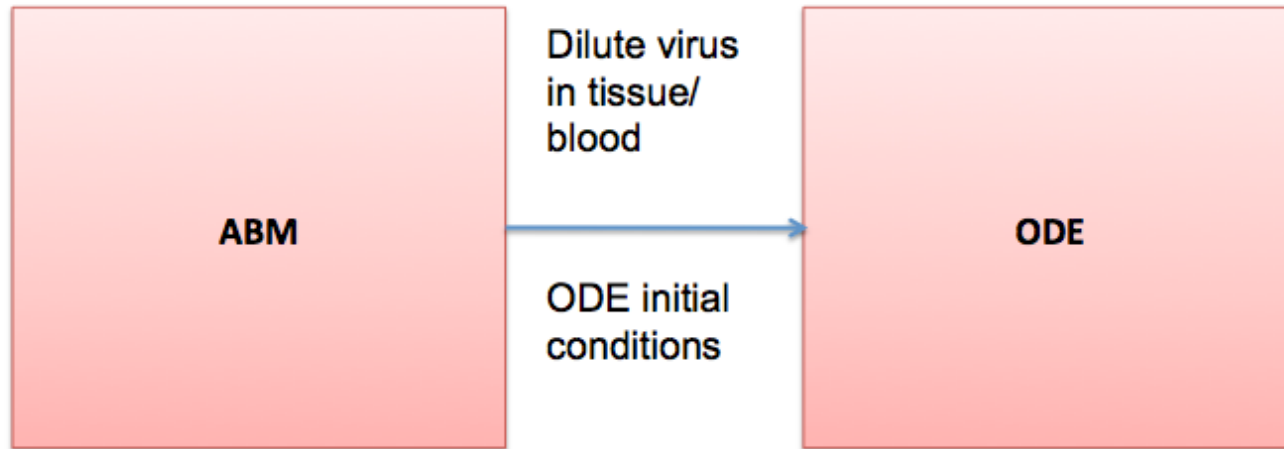 ABM
Dilute virus
in tissue/
blood
ODE initial
conditions
ODE